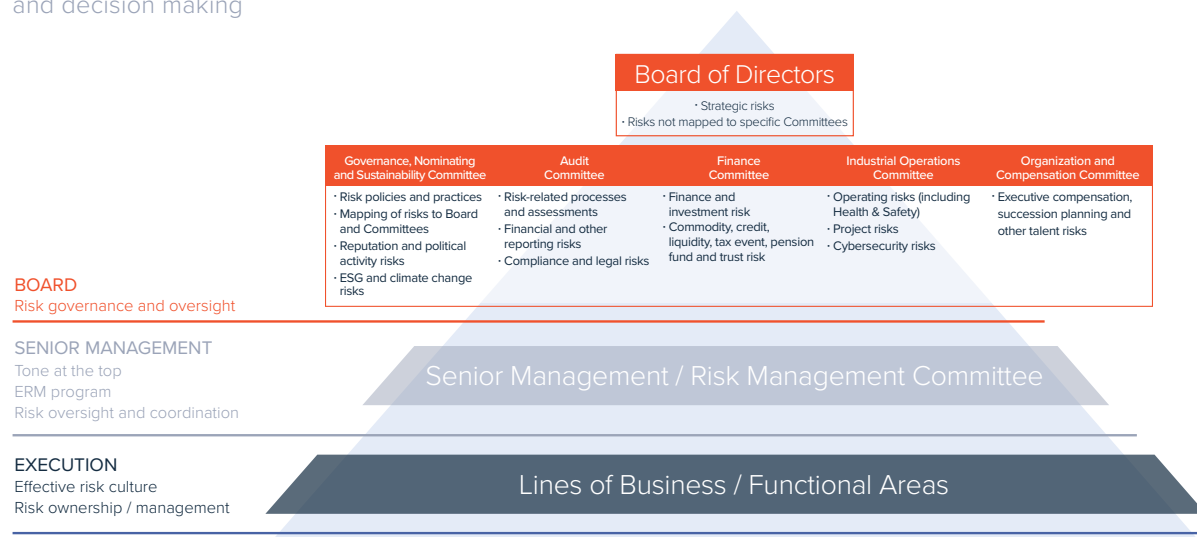 and decision making
Board of Directors
· Strategic risks
· Risks not mapped to specific Committees
Governance, Nominating
and Sustainability Committee
· Risk policies and practices
· Mapping of risks to Board
and Committees
· Reputation and political
activity risks
· ESG and climate change
risks
Audit
Committee
· Risk-related processes
and assessments
· Financial and other
reporting risks
· Compliance and legal risks
Finance
Committee
· Finance and
investment risk
· Commodity, credit,
liquidity, tax event, pension
fund and trust risk
Industrial Operations
Committee
· Operating risks (including
Health & Safety)
· Project risks
· Cybersecurity risks
Organization and
Compensation Committee
· Executive compensation,
succession planning and
other talent risks
BOARD
Risk governance and oversight
SENIOR MANAGEMENT
Tone at the top
ERM program
Risk oversight and coordination
Senior Management / Risk Management Committee
EXECUTION
Effective risk culture
Risk ownership / management
Lines of Business / Functional Areas